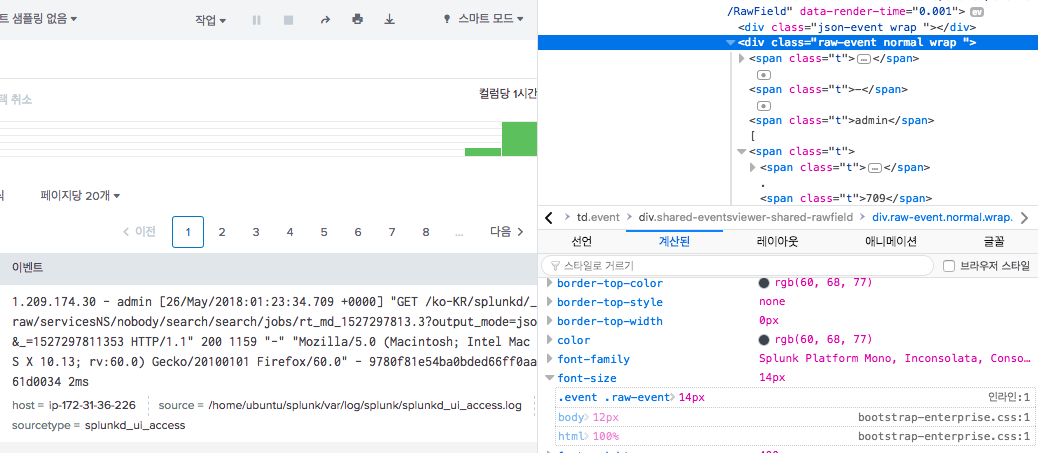 트 샘플링 없음
작업
스마트 모드
택 취소
컬럼당 1시간
식
페이지당 20개
이전
1
2
3
4
5
6
7
8
...
다음
이벤트
1.209.174.30 - admin [26/May/2018:01:23:34.709 +0000] "GET /ko-KR/splunkd/_
raw/servicesNS/nobody/search/search/jobs/rt_md_1527297813.3?output_mode=jso
&_=1527297811353 HTTP/1.1" 200 1159 "-" "Mozilla/5.0 (Macintosh; Intel Mac
S X 10.13; rv:60.0) Gecko/20100101 Firefox/60.0" - 9780f81e54ba0bded66ff0aa
61d0034 2ms
host = ip-172-31-36-226
source = /home/ubuntu/splunk/var/log/splunk/splunkd_ui_access.log
sourcetype = splunkd_ui_access
/RawField" data-render-time="0.001"> ev
<div class="json-event wrap "></div>
<div class="raw-event normal wrap ">
<span class="t">…</span>
<span class="t">-</span>
<span class="t">admin</span>
[
<span class="t">
<span class="t">…</span>
.
<span class="t">709</span>
td.event
div.shared-eventsviewer-shared-rawfield
div.raw-event.normal.wrap.
선언
계산된
레이아웃
애니메이션
글꼴
스타일로 거르기
브라우저 스타일
border-top-color
rgb(60, 68, 77)
border-top-style
none
border-top-width
0px
color
rgb(60, 68, 77)
font-family
Splunk Platform Mono, Inconsolata, Conso…
font-size
14px
.event .raw-event
14px
인라인:1
body
12px
bootstrap-enterprise.css:1
html
100%
bootstrap-enterprise.css:1